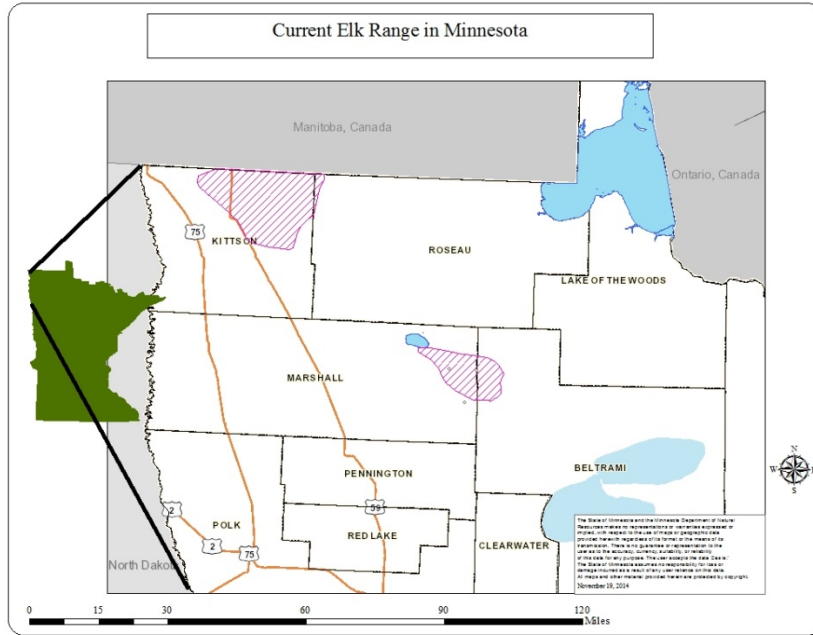 Current Elk Range in Minnesota
Manitoba, Canada
Ontario, Canada
75
KITTSON
ROSEAU
LAKE OF THE WOODS
MARSHALL
PENNINGTON
BELTRAMI
N
W E
S
2
POLK
59
RED LAKE
2
75
CLEARWATER
North Dakota
The State of Minnesota and the Minnesota Department of Natural
Resources makes no representations or warranties expressed or
implied, with respect to the use of maps or geographic data
provided herewith regardless of its format or the means of its
transmission. There is no guarantee or representation to the
user as to the accuracy, currency, suitability, or reliability
of this data for any purpose. The user accepts the data "as is."
The State of Minnesota assumes no responsibility for loss or
damage incurred as a result of any user reliance on this data.
All maps and other material provided herein are protected by copyright.
November 19, 2014
0 30 60 90 120
Miles